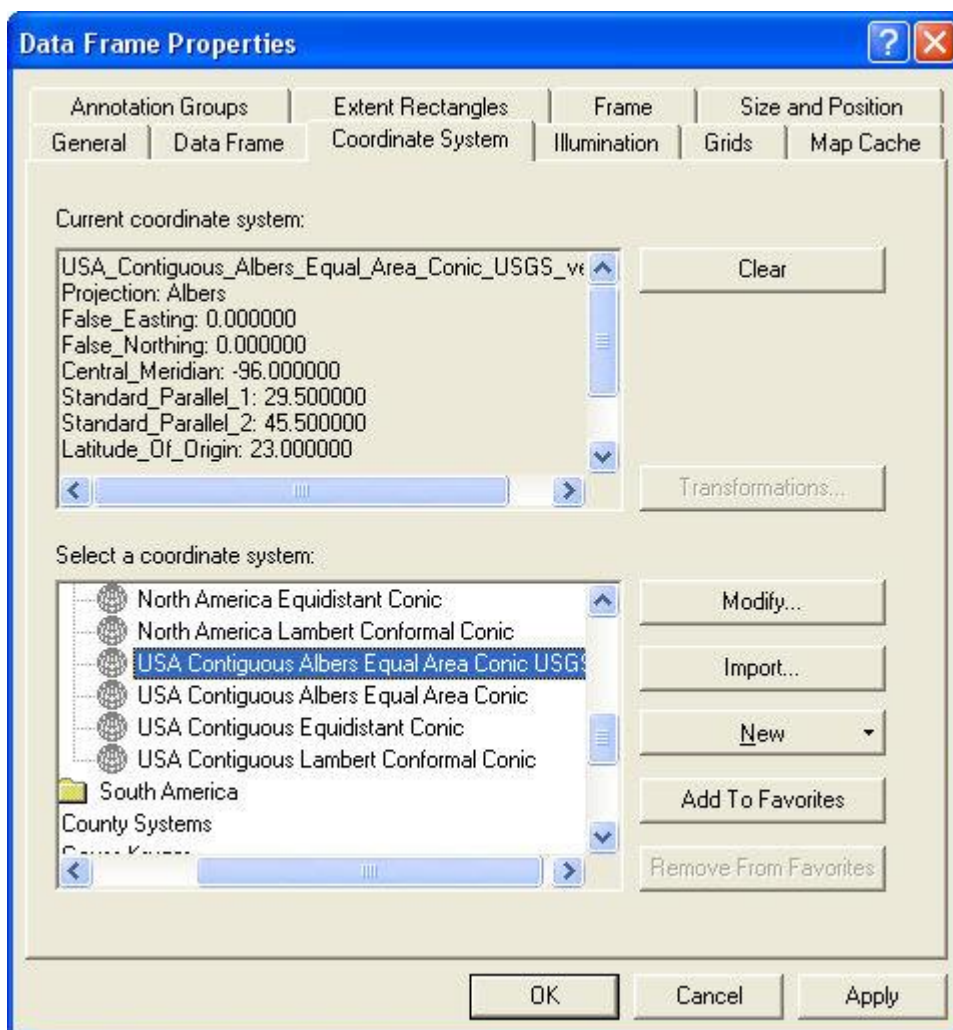 Data Frame Properties
Annotation Groups
Extent Rectangles
Frame
Size and Position
General
Data Frame
Coordinate System
Illumination
Grids
Map Cache
Current coordinate system:
USA_Contiguous_Albers_Equal_Area_Conic_USGS_ve
Projection: Albers
False_Easting: 0.000000
False_Northing: 0.000000
Central_Meridian: -96.000000
Standard_Parallel_1: 29.500000
Standard_Parallel_2: 45.500000
Latitude_Of_Origin: 23.000000
Clear
Transformations...
Select a coordinate system:
North America Equidistant Conic
North America Lambert Conformal Conic
USA Contiguous Albers Equal Area Conic USGS
USA Contiguous Albers Equal Area Conic
USA Contiguous Equidistant Conic
USA Contiguous Lambert Conformal Conic
South America
County Systems
Modify...
Import...
New
Add To Favorites
Remove From Favorites
OK
Cancel
Apply